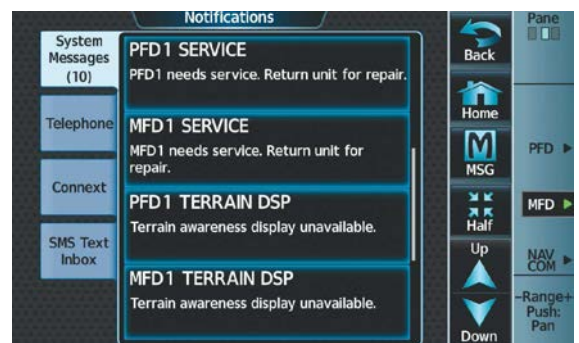 Notifications
System
Messages
(10)
Telephone
Connext
SMS Text
Inbox
PFD1 SERVICE
PFD1 needs service. Return unit for repair.
MFD1 SERVICE
MFD1 needs service. Return unit for
repair.
PFD1 TERRAIN DSP
Terrain awareness display unavailable.
MFD1 TERRAIN DSP
Terrain awareness display unavailable.
Back
Home
MSG
Half
Up
Down
Pane
PFD
MFD
NAV
COM
-Range+
Push:
Pan